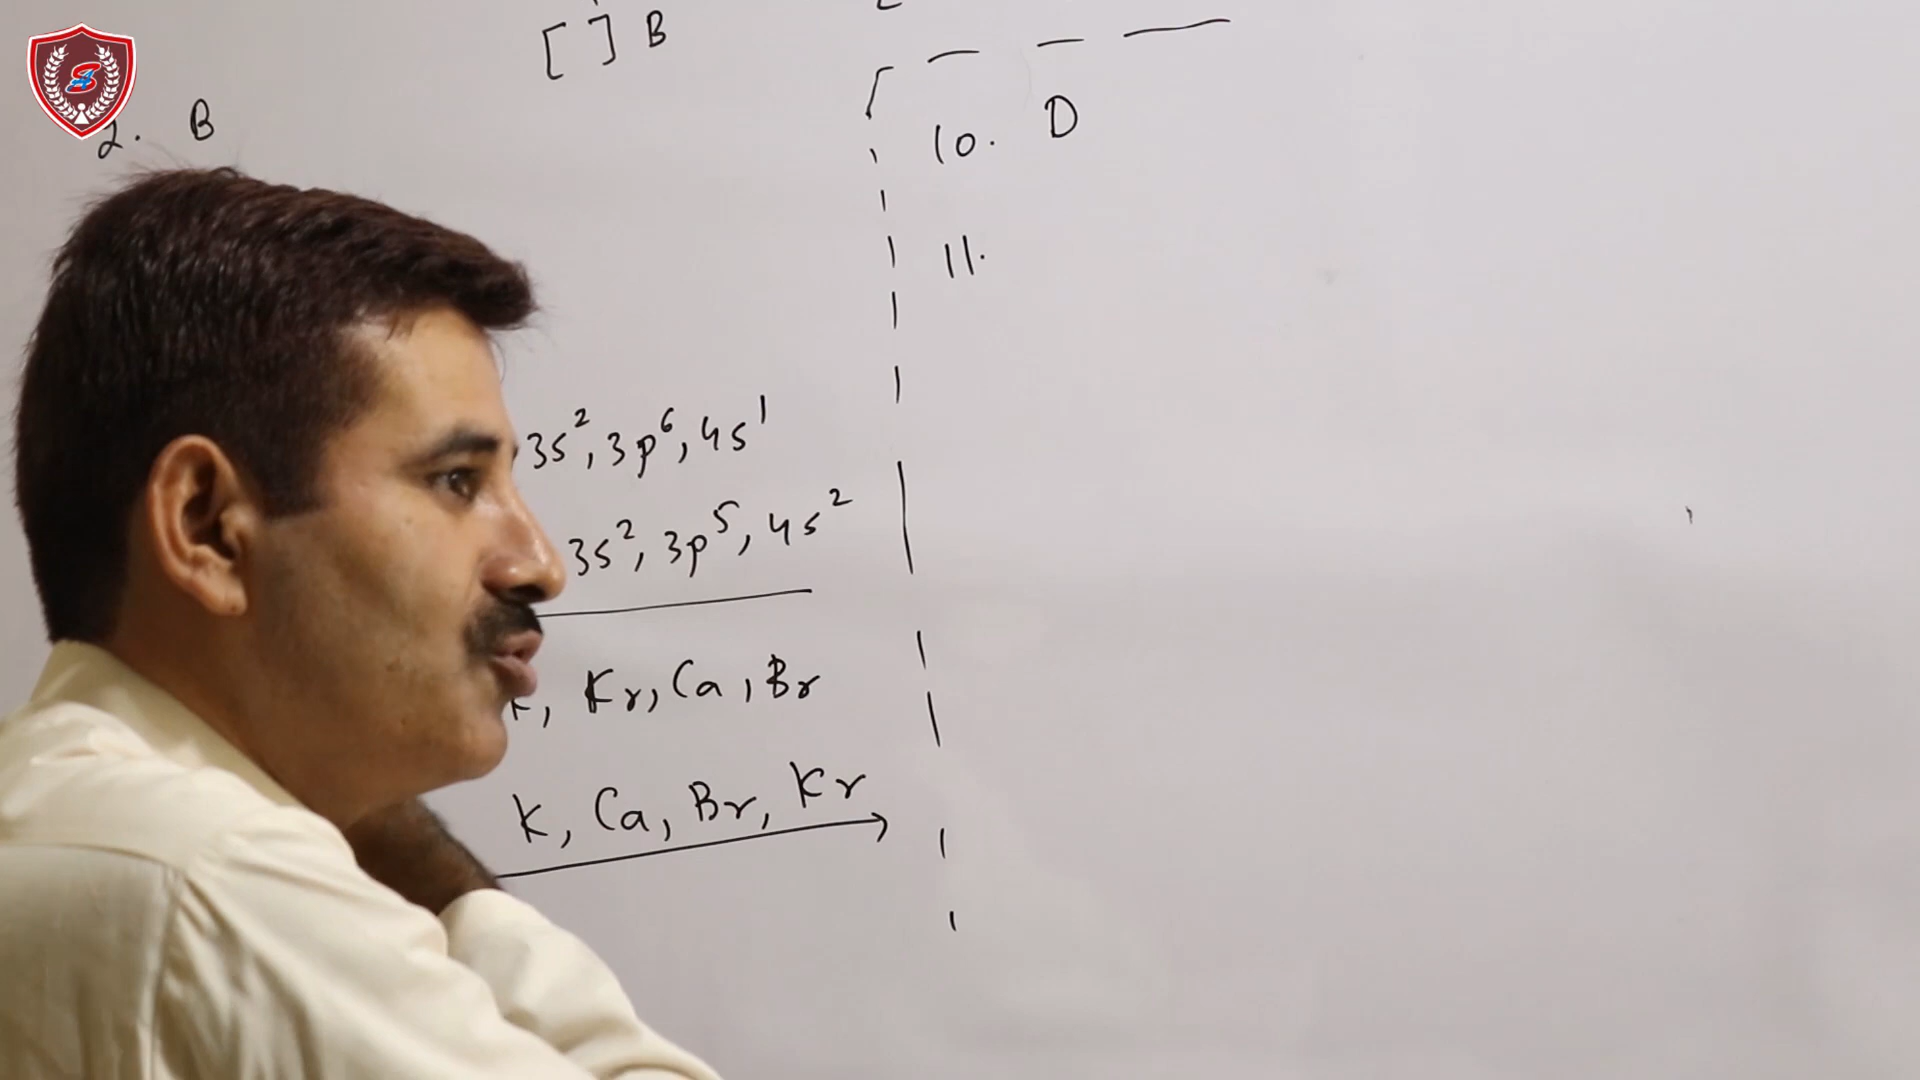 [ ] B
2. B
3s², 3p⁶, 4s¹
3s², 3p⁵, 4s²
Kr, Ca, Br
K, Ca, Br, Kr
10. D
11.